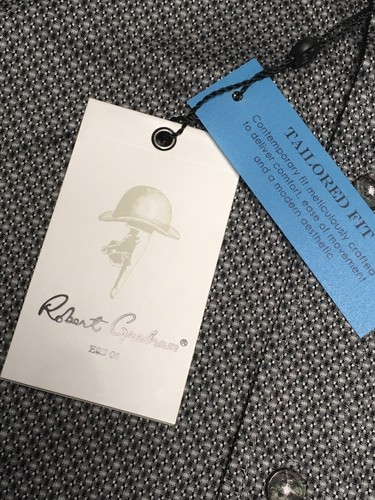 Robert Graham®
TAILORED FIT
Contemporary fit meticulously crafted
to deliver comfort, ease of movement
and a modern aesthetic